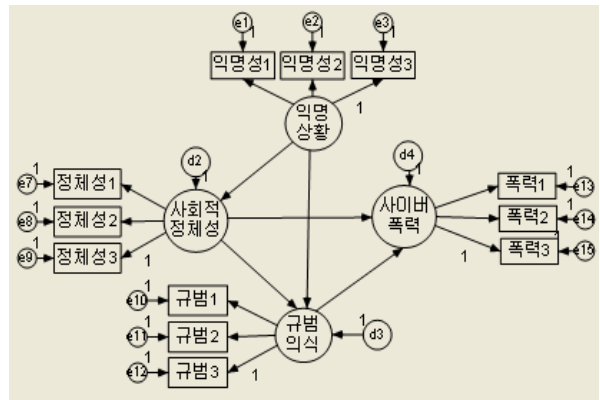 e1 e2 e3
1 1 1
익명성1 익명성2 익명성3
1
익명
상황
d2
1
d4
1
e7 1 정체성1
e8 1 정체성2
e9 1 정체성3
1
사회적
정체성
사이버
폭력
폭력1 1 e13
폭력2 1 e14
폭력3 1 e15
1
e10 1 규범1
e11 1 규범2
e12 1 규범3
1
규범
의식
1 d3